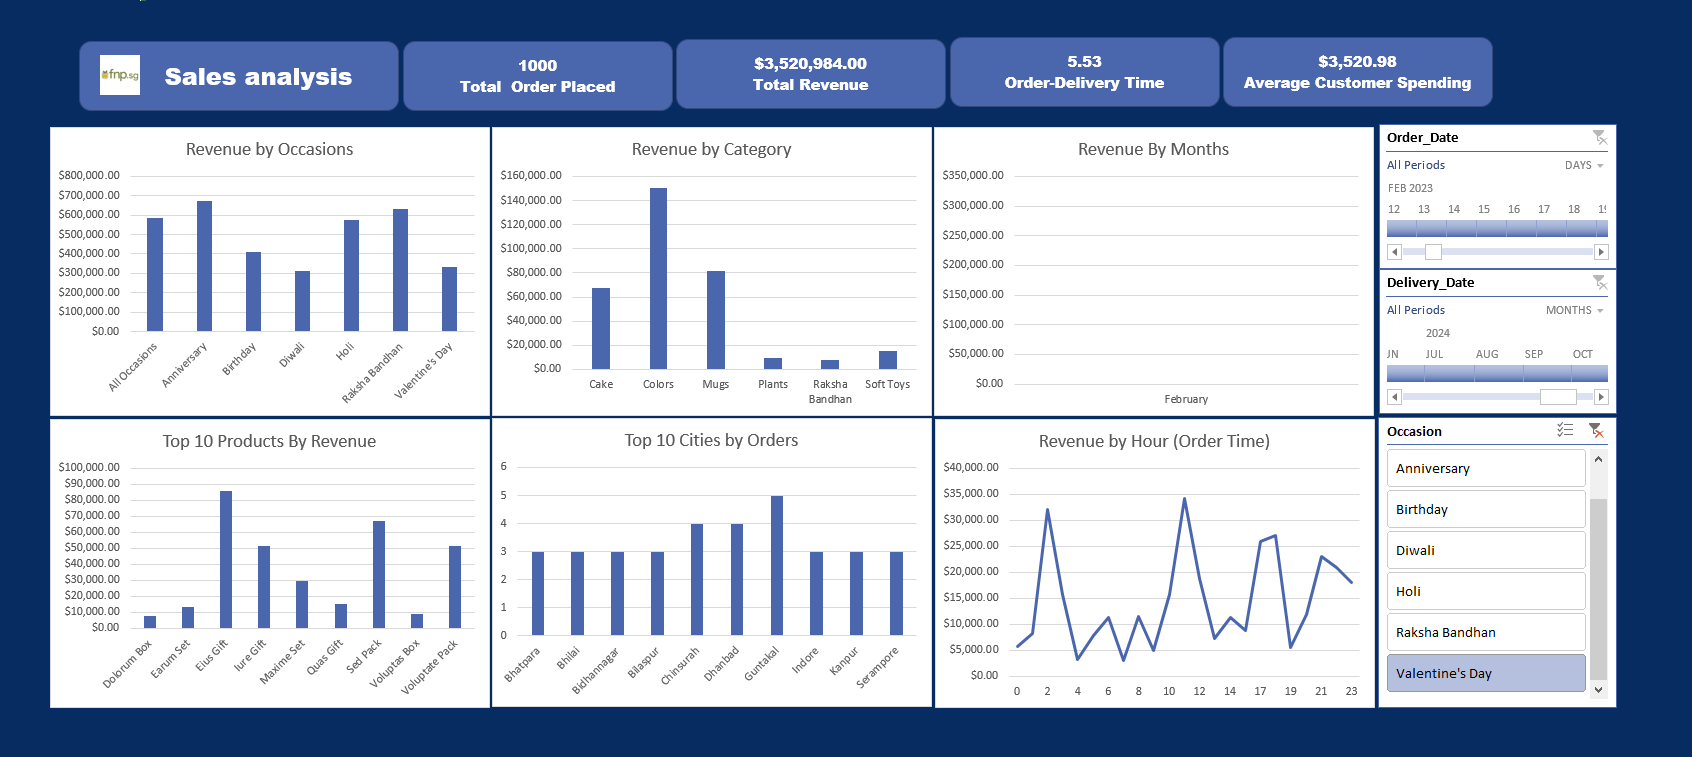 fnp.sg
Sales analysis
1000
Total Order Placed
$3,520,984.00
Total Revenue
5.53
Order-Delivery Time
$3,520.98
Average Customer Spending
Revenue by Occasions
$800,000.00
$700,000.00
$600,000.00
$500,000.00
$400,000.00
$300,000.00
$200,000.00
$100,000.00
$0.00
All Occasions
Anniversary
Birthday
Diwali
Holi
Raksha Bandhan
Valentine's Day
Revenue by Category
$160,000.00
$140,000.00
$120,000.00
$100,000.00
$80,000.00
$60,000.00
$40,000.00
$20,000.00
$0.00
Cake
Colors
Mugs
Plants
Raksha
Bandhan
Soft Toys
Revenue By Months
$350,000.00
$300,000.00
$250,000.00
$200,000.00
$150,000.00
$100,000.00
$50,000.00
$0.00
February
Order_Date
All Periods
DAYS
FEB 2023
12 13 14 15 16 17 18 19
Delivery_Date
All Periods
MONTHS
2024
JN JUL AUG SEP OCT
Top 10 Products By Revenue
$100,000.00
$90,000.00
$80,000.00
$70,000.00
$60,000.00
$50,000.00
$40,000.00
$30,000.00
$20,000.00
$10,000.00
$0.00
Dolorum Box
Earum Set
Eius Gift
Iure Gift
Maxime Set
Quas Gift
Sed Pack
Voluptas Box
Voluptate Pack
Top 10 Cities by Orders
6
5
4
3
2
1
0
Bhatpara
Bhilai
Bidhannagar
Bilaspur
Chinsurah
Dhanbad
Guntakal
Indore
Kanpur
Serampore
Revenue by Hour (Order Time)
$40,000.00
$35,000.00
$30,000.00
$25,000.00
$20,000.00
$15,000.00
$10,000.00
$5,000.00
$0.00
0 2 4 6 8 10 12 14 17 19 21 23
Occasion
Anniversary
Birthday
Diwali
Holi
Raksha Bandhan
Valentine's Day